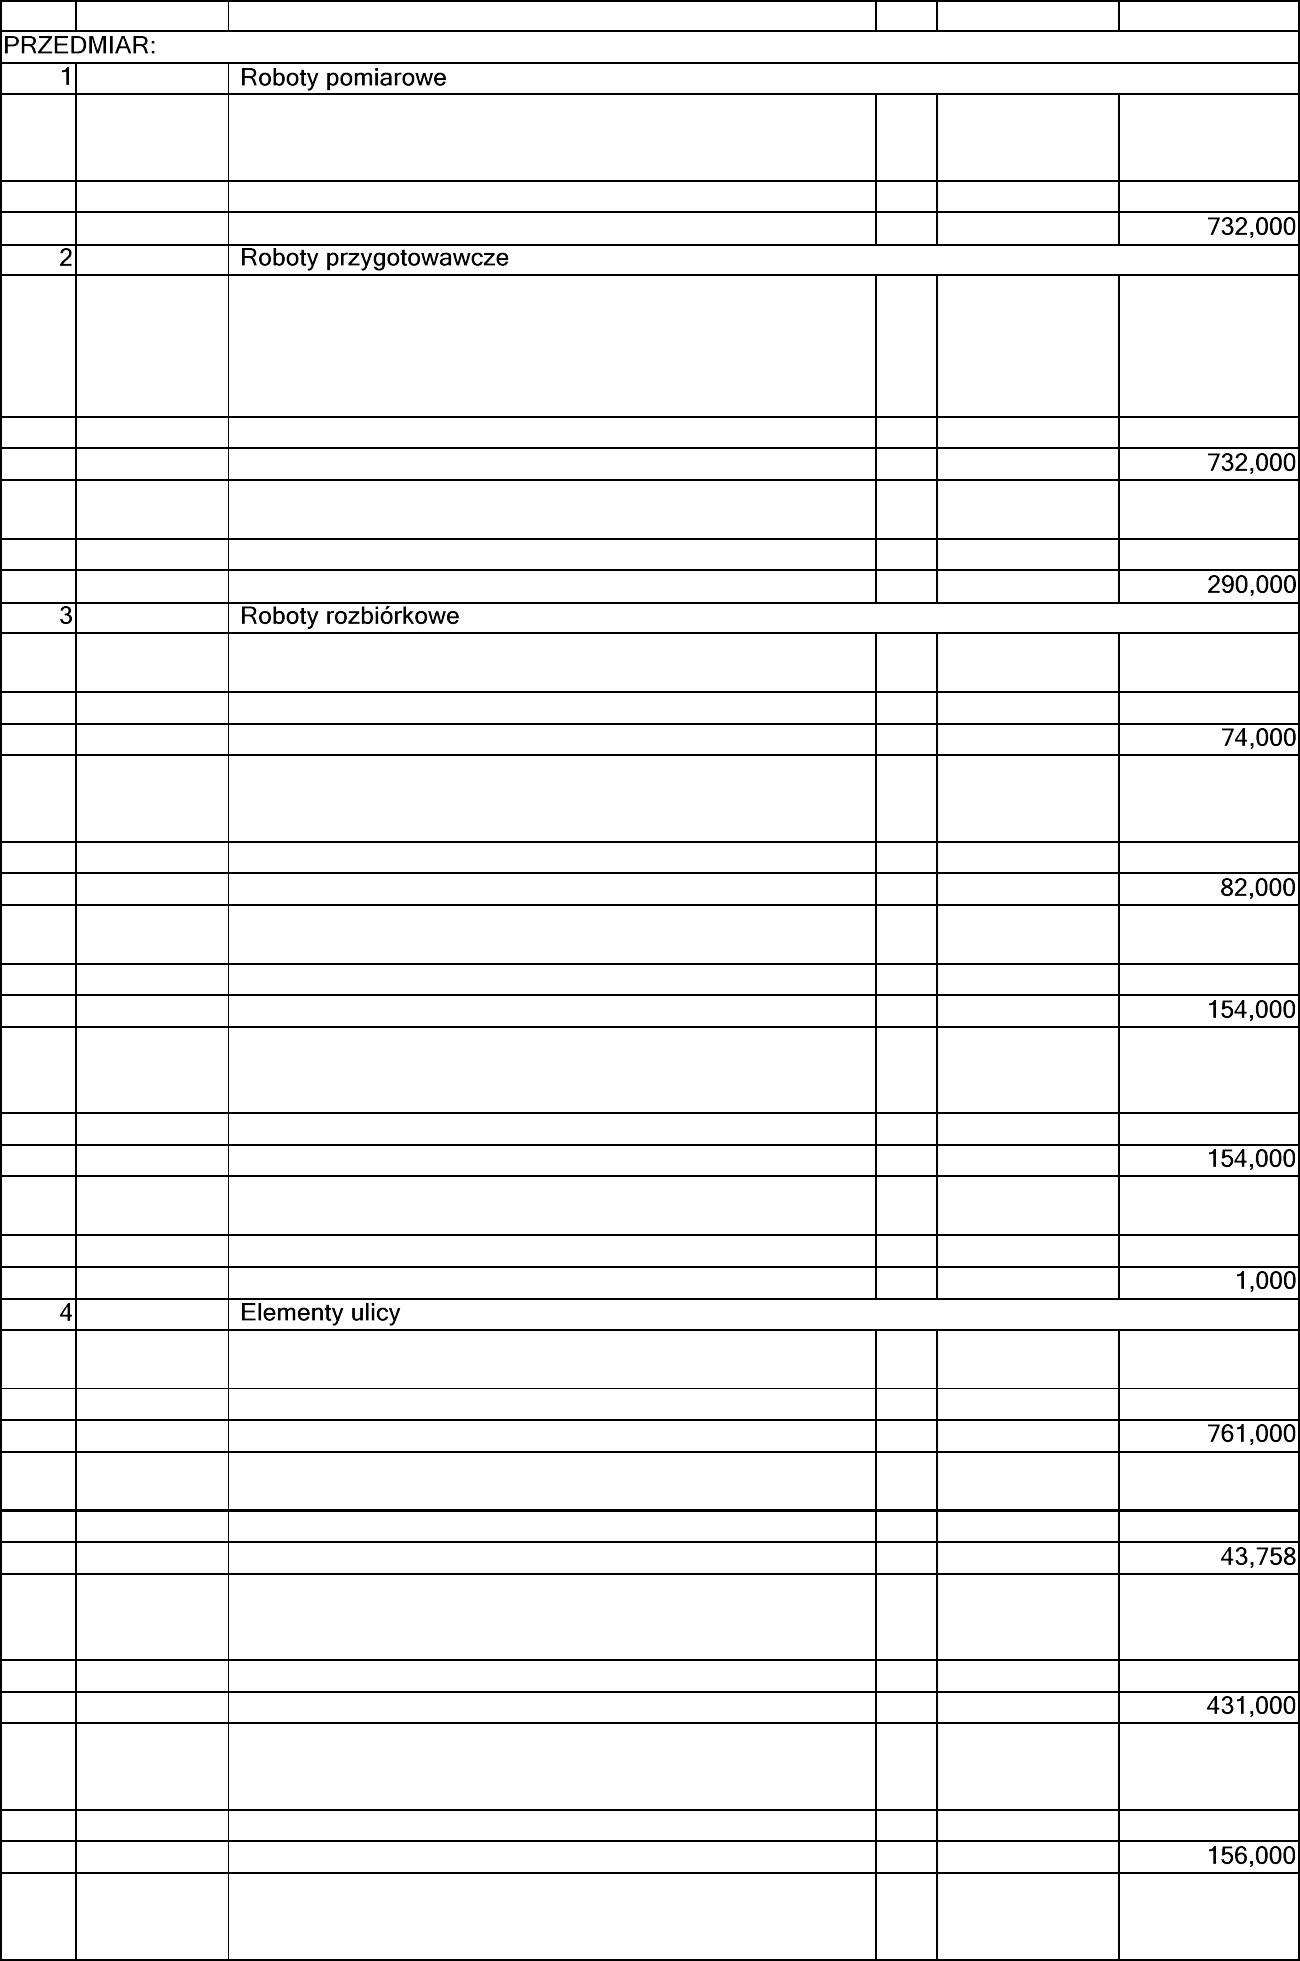 PRZEDMIAR:
1 Roboty pomiarowe
732,000
2 Roboty przygotowawcze
732,000
290,000
3 Roboty rozbiórkowe
74,000
82,000
154,000
154,000
1,000
4 Elementy ulicy
761,000
43,758
431,000
156,000